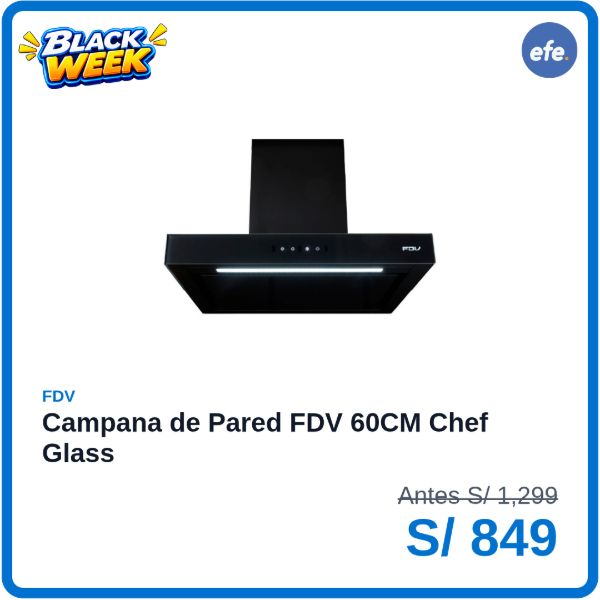 BLACK
WEEK
efe.
FDV
FDV
Campana de Pared FDV 60CM Chef
Glass
Antes S/ 1,299
S/ 849